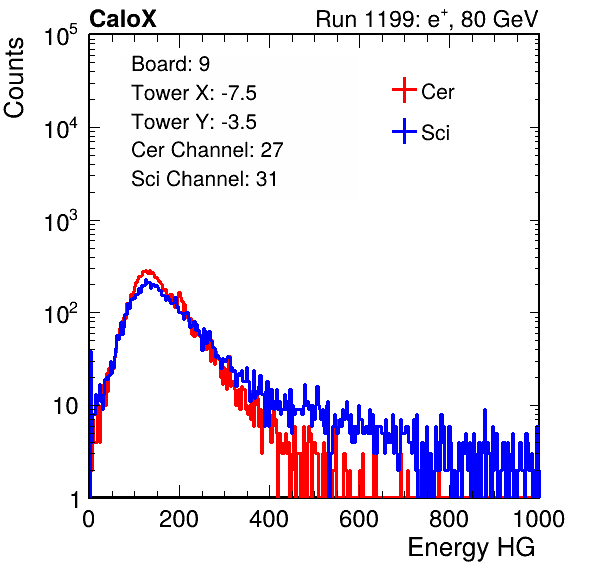 CaloX Run 1199: e⁺, 80 GeV
Counts
Board: 9
Tower X: -7.5
Tower Y: -3.5
Cer Channel: 27
Sci Channel: 31
Cer
Sci
10⁵
10⁴
10³
10²
10
1
0 200 400 600 800 1000
Energy HG